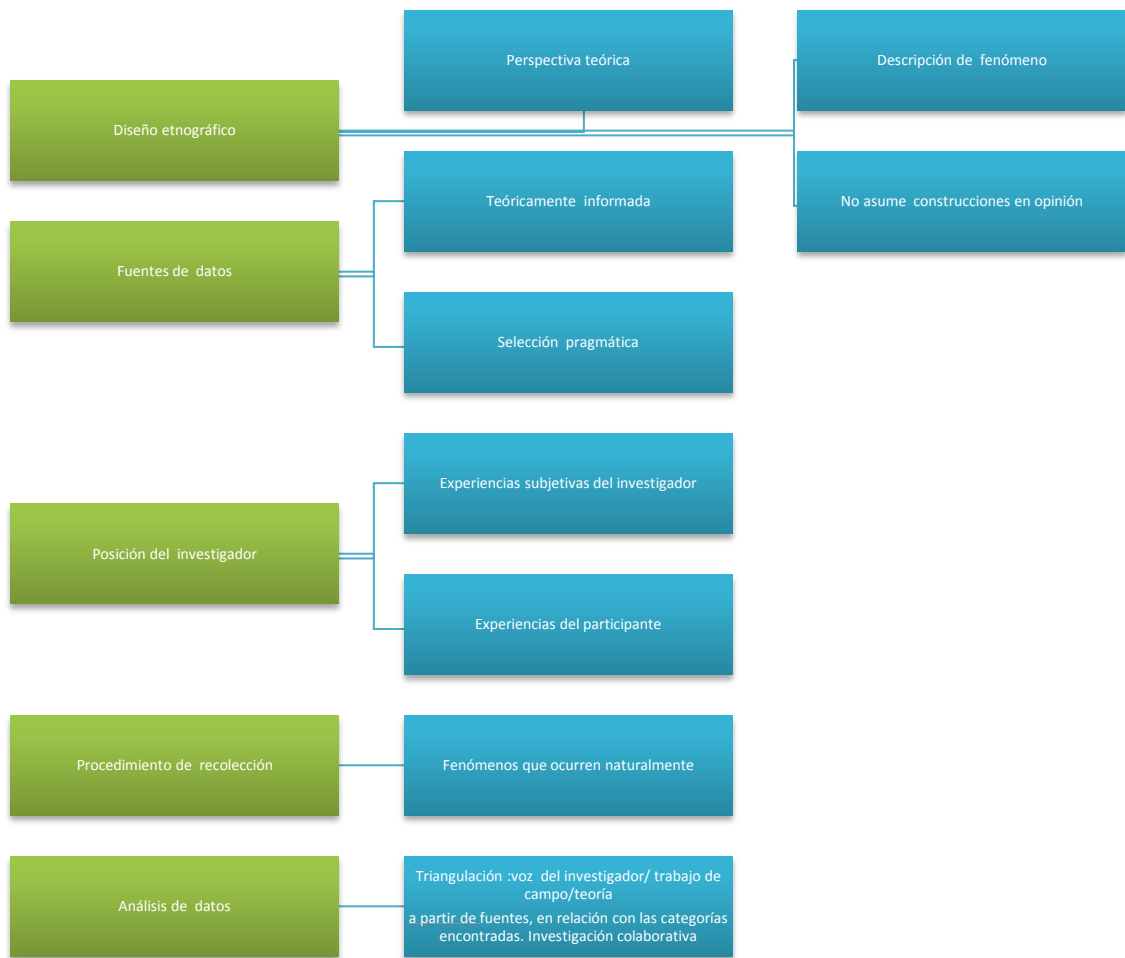 Perspectiva teórica
Descripción de fenómeno
Diseño etnográfico
Teóricamente informada
No asume construcciones en opinión
Fuentes de datos
Selección pragmática
Experiencias subjetivas del investigador
Posición del investigador
Experiencias del participante
Procedimiento de recolección
Fenómenos que ocurren naturalmente
Análisis de datos
Triangulación :voz del investigador/ trabajo de
campo/teoría
a partir de fuentes, en relación con las categorías
encontradas. Investigación colaborativa